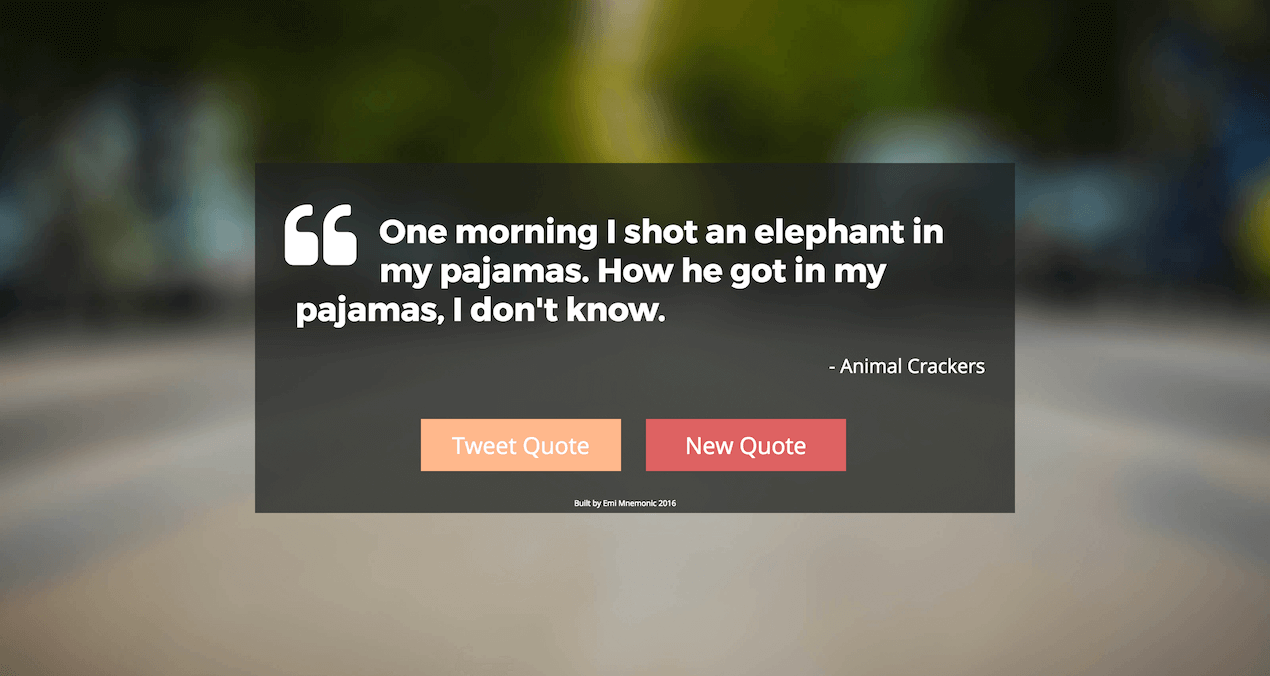 One morning I shot an elephant in
my pajamas. How he got in my
pajamas, I don't know.
- Animal Crackers
Tweet Quote
New Quote
Built by Emi Mnemonic 2016